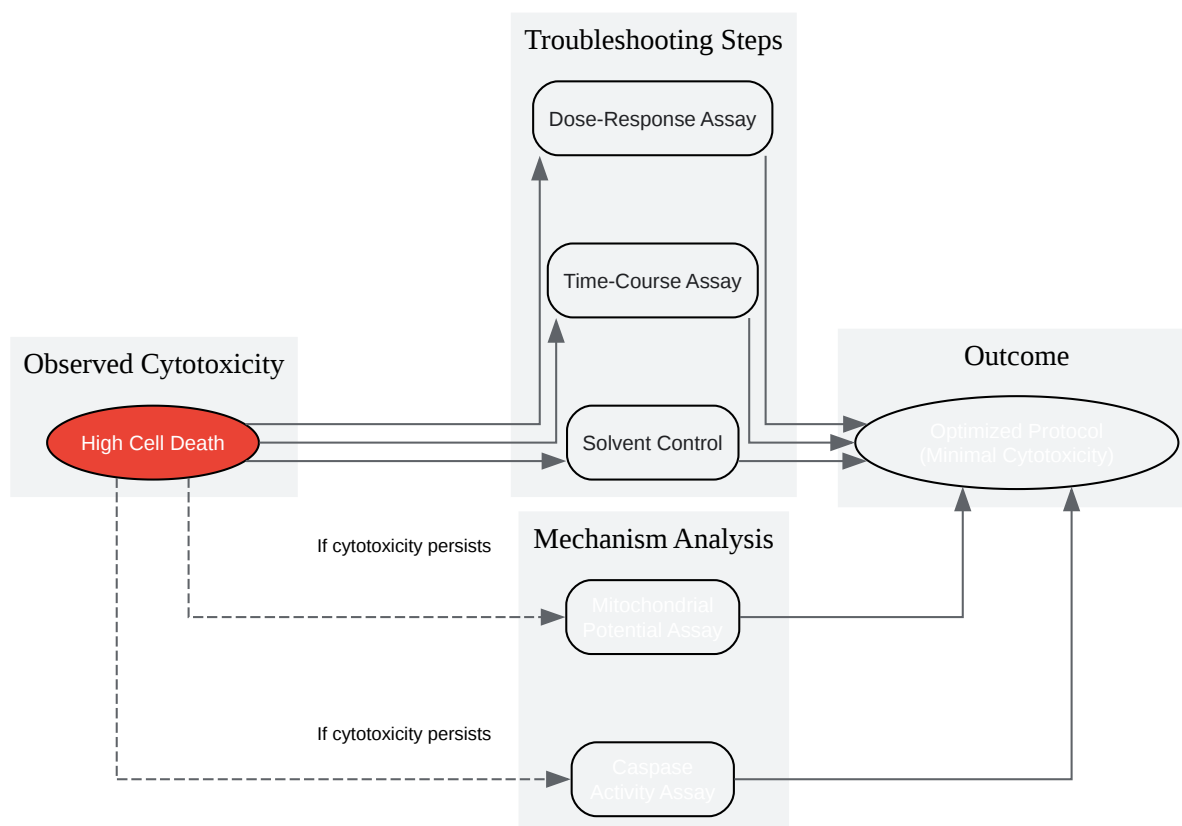 Troubleshooting Steps
Dose-Response Assay
Time-Course Assay
Solvent Control
Observed Cytotoxicity
High Cell Death
Outcome
Optimized Protocol
(Minimal Cytotoxicity)
If cytotoxicity persists
Mechanism Analysis
Mitochondrial
Potential Assay
If cytotoxicity persists
Caspase
Activity Assay